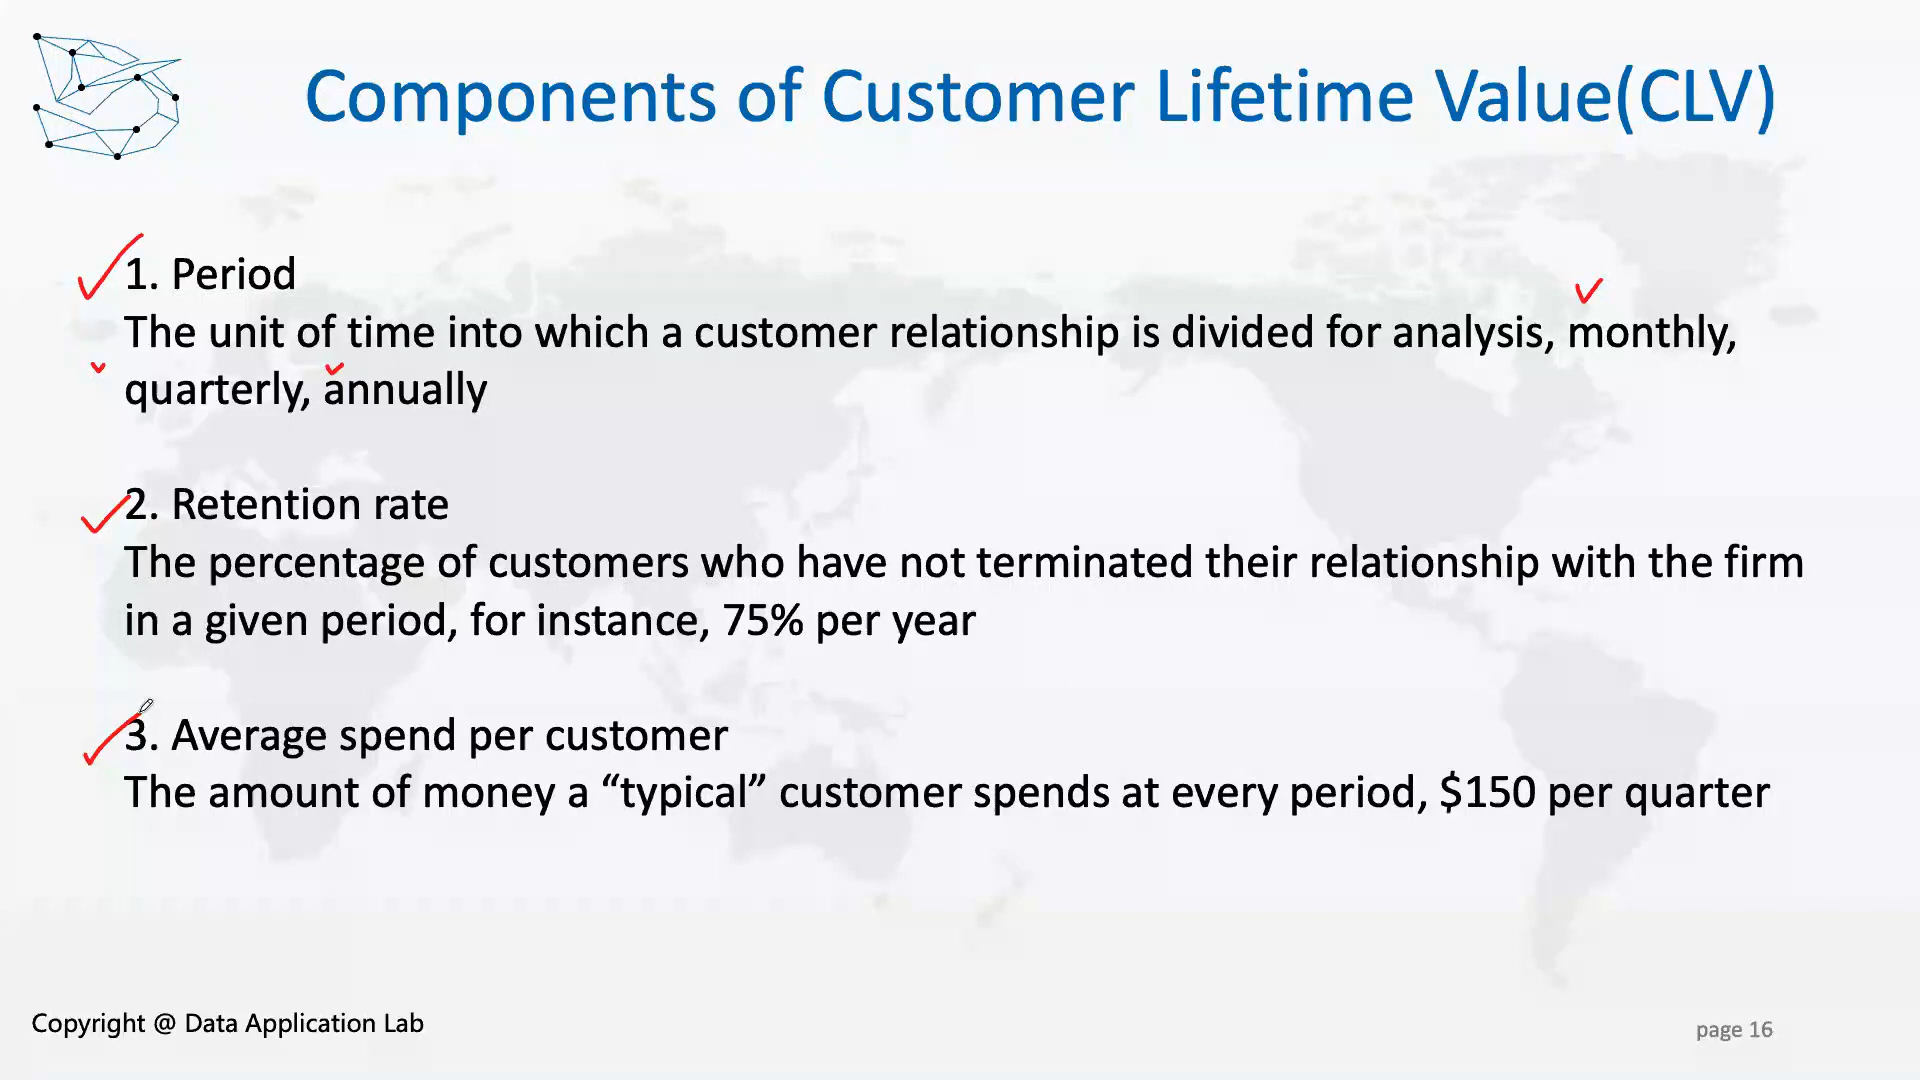 Components of Customer Lifetime Value(CLV)
1. Period
The unit of time into which a customer relationship is divided for analysis, monthly,
quarterly, annually
2. Retention rate
The percentage of customers who have not terminated their relationship with the firm
in a given period, for instance, 75% per year
3. Average spend per customer
The amount of money a “typical” customer spends at every period, $150 per quarter
Copyright @ Data Application Lab
page 16